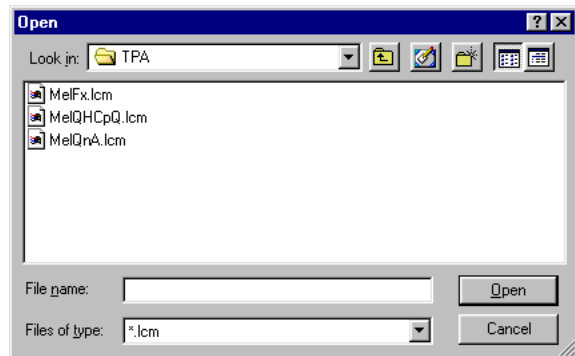 Open
Look in: TPA
MelFx.lcm
MelQHCpQ.lcm
MelQnA.lcm
File name: Open
Files of type: *.lcm Cancel